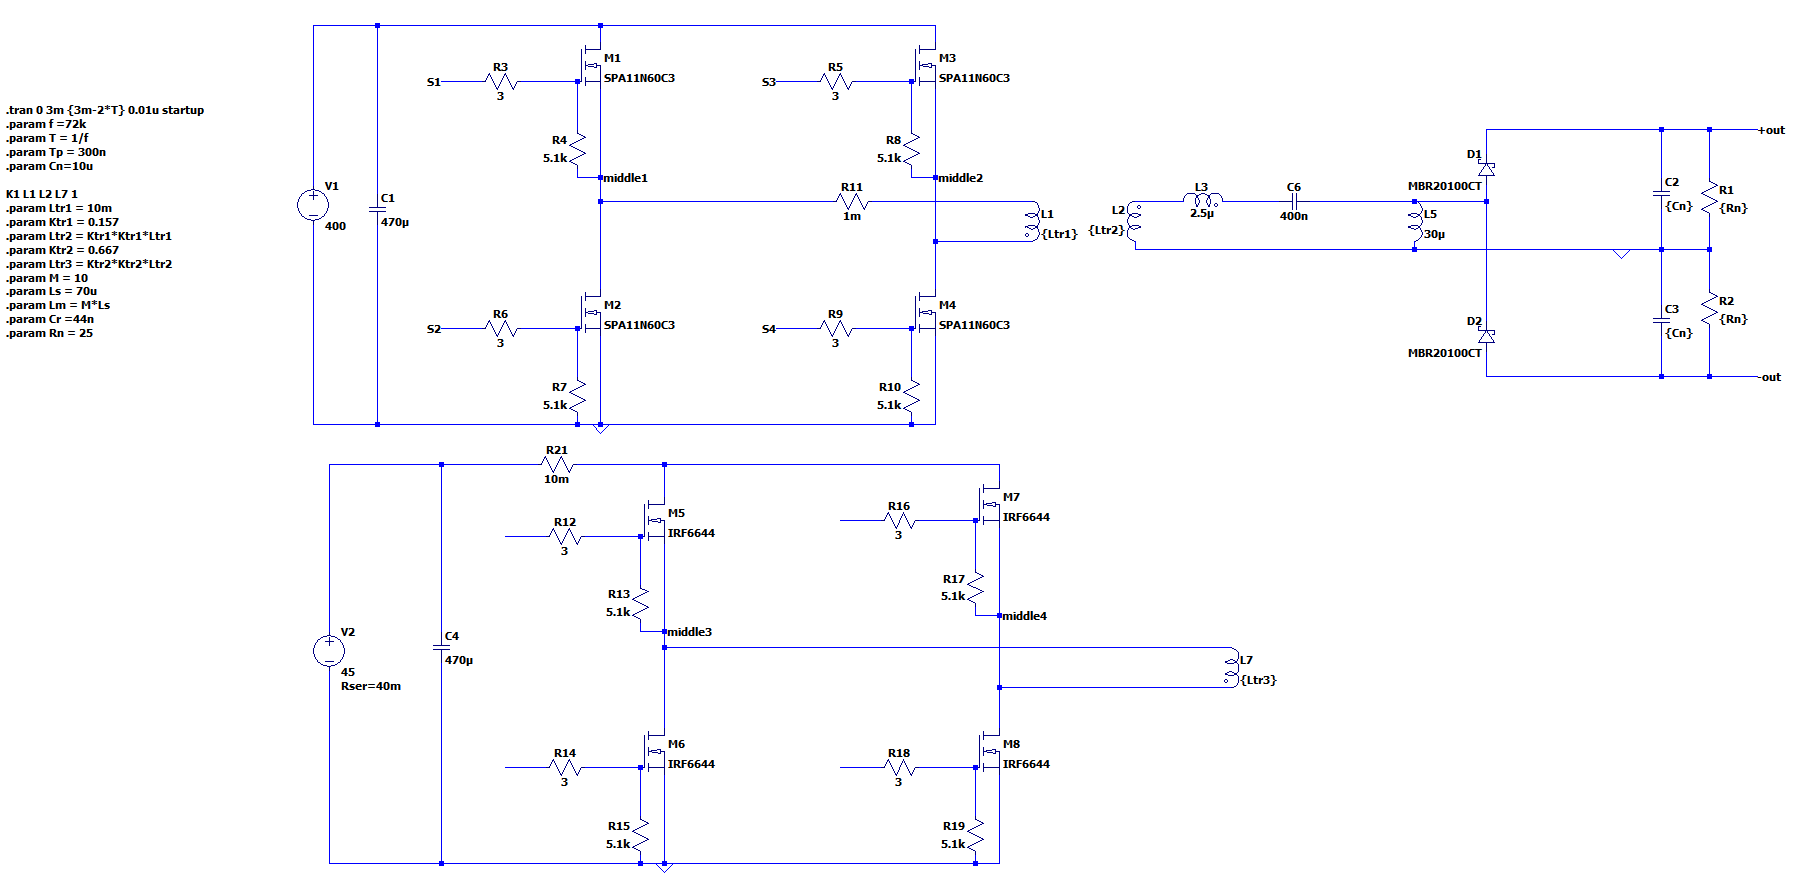 .tran 0 3m {3m-2*T} 0.01u startup
.param f =72k
.param T = 1/f
.param Tp = 300n
.param Cn=10u
K1 L1 L2 L7 1
.param Ltr1 = 10m
.param Ktr1 = 0.157
.param Ltr2 = Ktr1*Ktr1*Ltr1
.param Ktr2 = 0.667
.param Ltr3 = Ktr2*Ktr2*Ltr2
.param M = 10
.param Ls = 70u
.param Lm = M*Ls
.param Cr =44n
.param Rn = 25
V1
400
C1
470µ
S1
R3
3
M1
SPA11N60C3
R4
5.1k
middle1
S3
R5
3
M3
SPA11N60C3
R8
5.1k
middle2
R11
1m
L1
{Ltr1}
S2
R6
3
M2
SPA11N60C3
R7
5.1k
S4
R9
3
M4
SPA11N60C3
R10
5.1k
L2
{Ltr2}
L3
2.5µ
C6
400n
L5
30µ
D1
MBR20100CT
D2
MBR20100CT
C2
{Cn}
R1
{Rn}
C3
{Cn}
R2
{Rn}
+out
-out
R21
10m
V2
45
Rser=40m
C4
470µ
R12
3
M5
IRF6644
R13
5.1k
middle3
R16
3
M7
IRF6644
R17
5.1k
middle4
L7
{Ltr3}
R14
3
M6
IRF6644
R15
5.1k
R18
3
M8
IRF6644
R19
5.1k